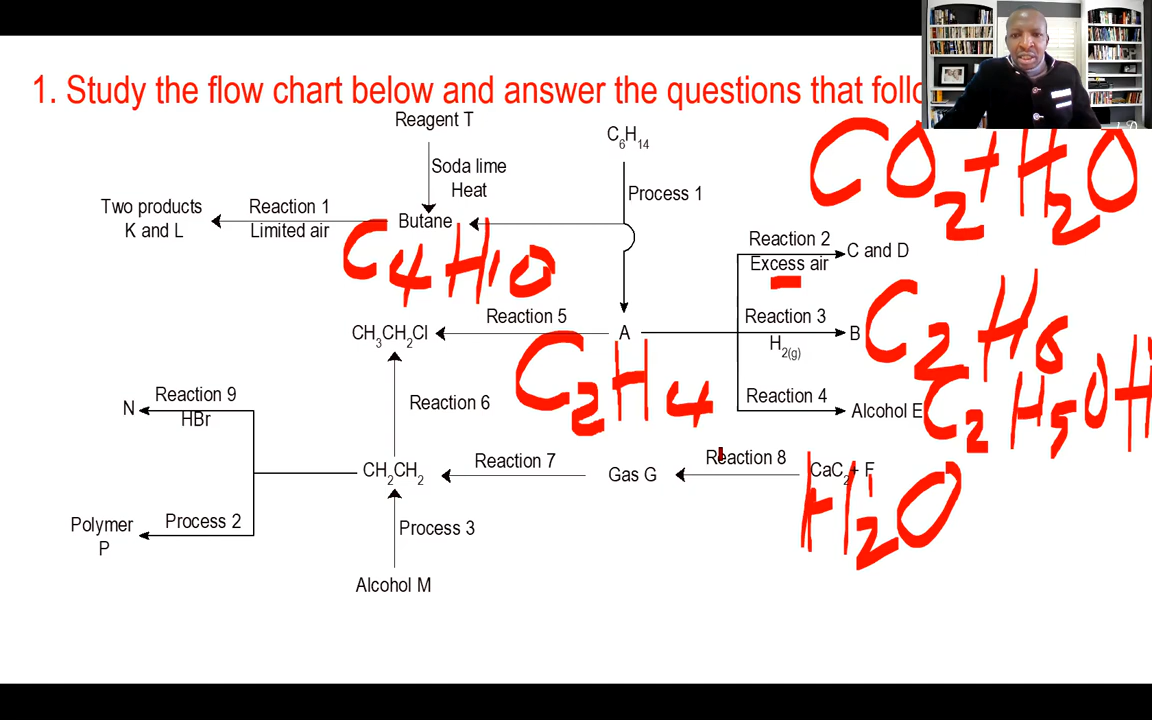 1. Study the flow chart below and answer the questions that follo
Reagent T
C6H14
Soda lime
Heat
Process 1
CO2+H2O
Two products
K and L
Reaction 1
Limited air
Butane
C4H10
Reaction 2
Excess air
C and D
CH3CH2Cl
Reaction 5
A
Reaction 3
H2(g)
B
C2H6
C2H4
Reaction 4
Alcohol E
C2H5OH
Reaction 9
HBr
N
Reaction 6
CH2CH2
Reaction 7
Gas G
Reaction 8
CaC2+ F
H2O
Polymer
P
Process 2
Process 3
Alcohol M